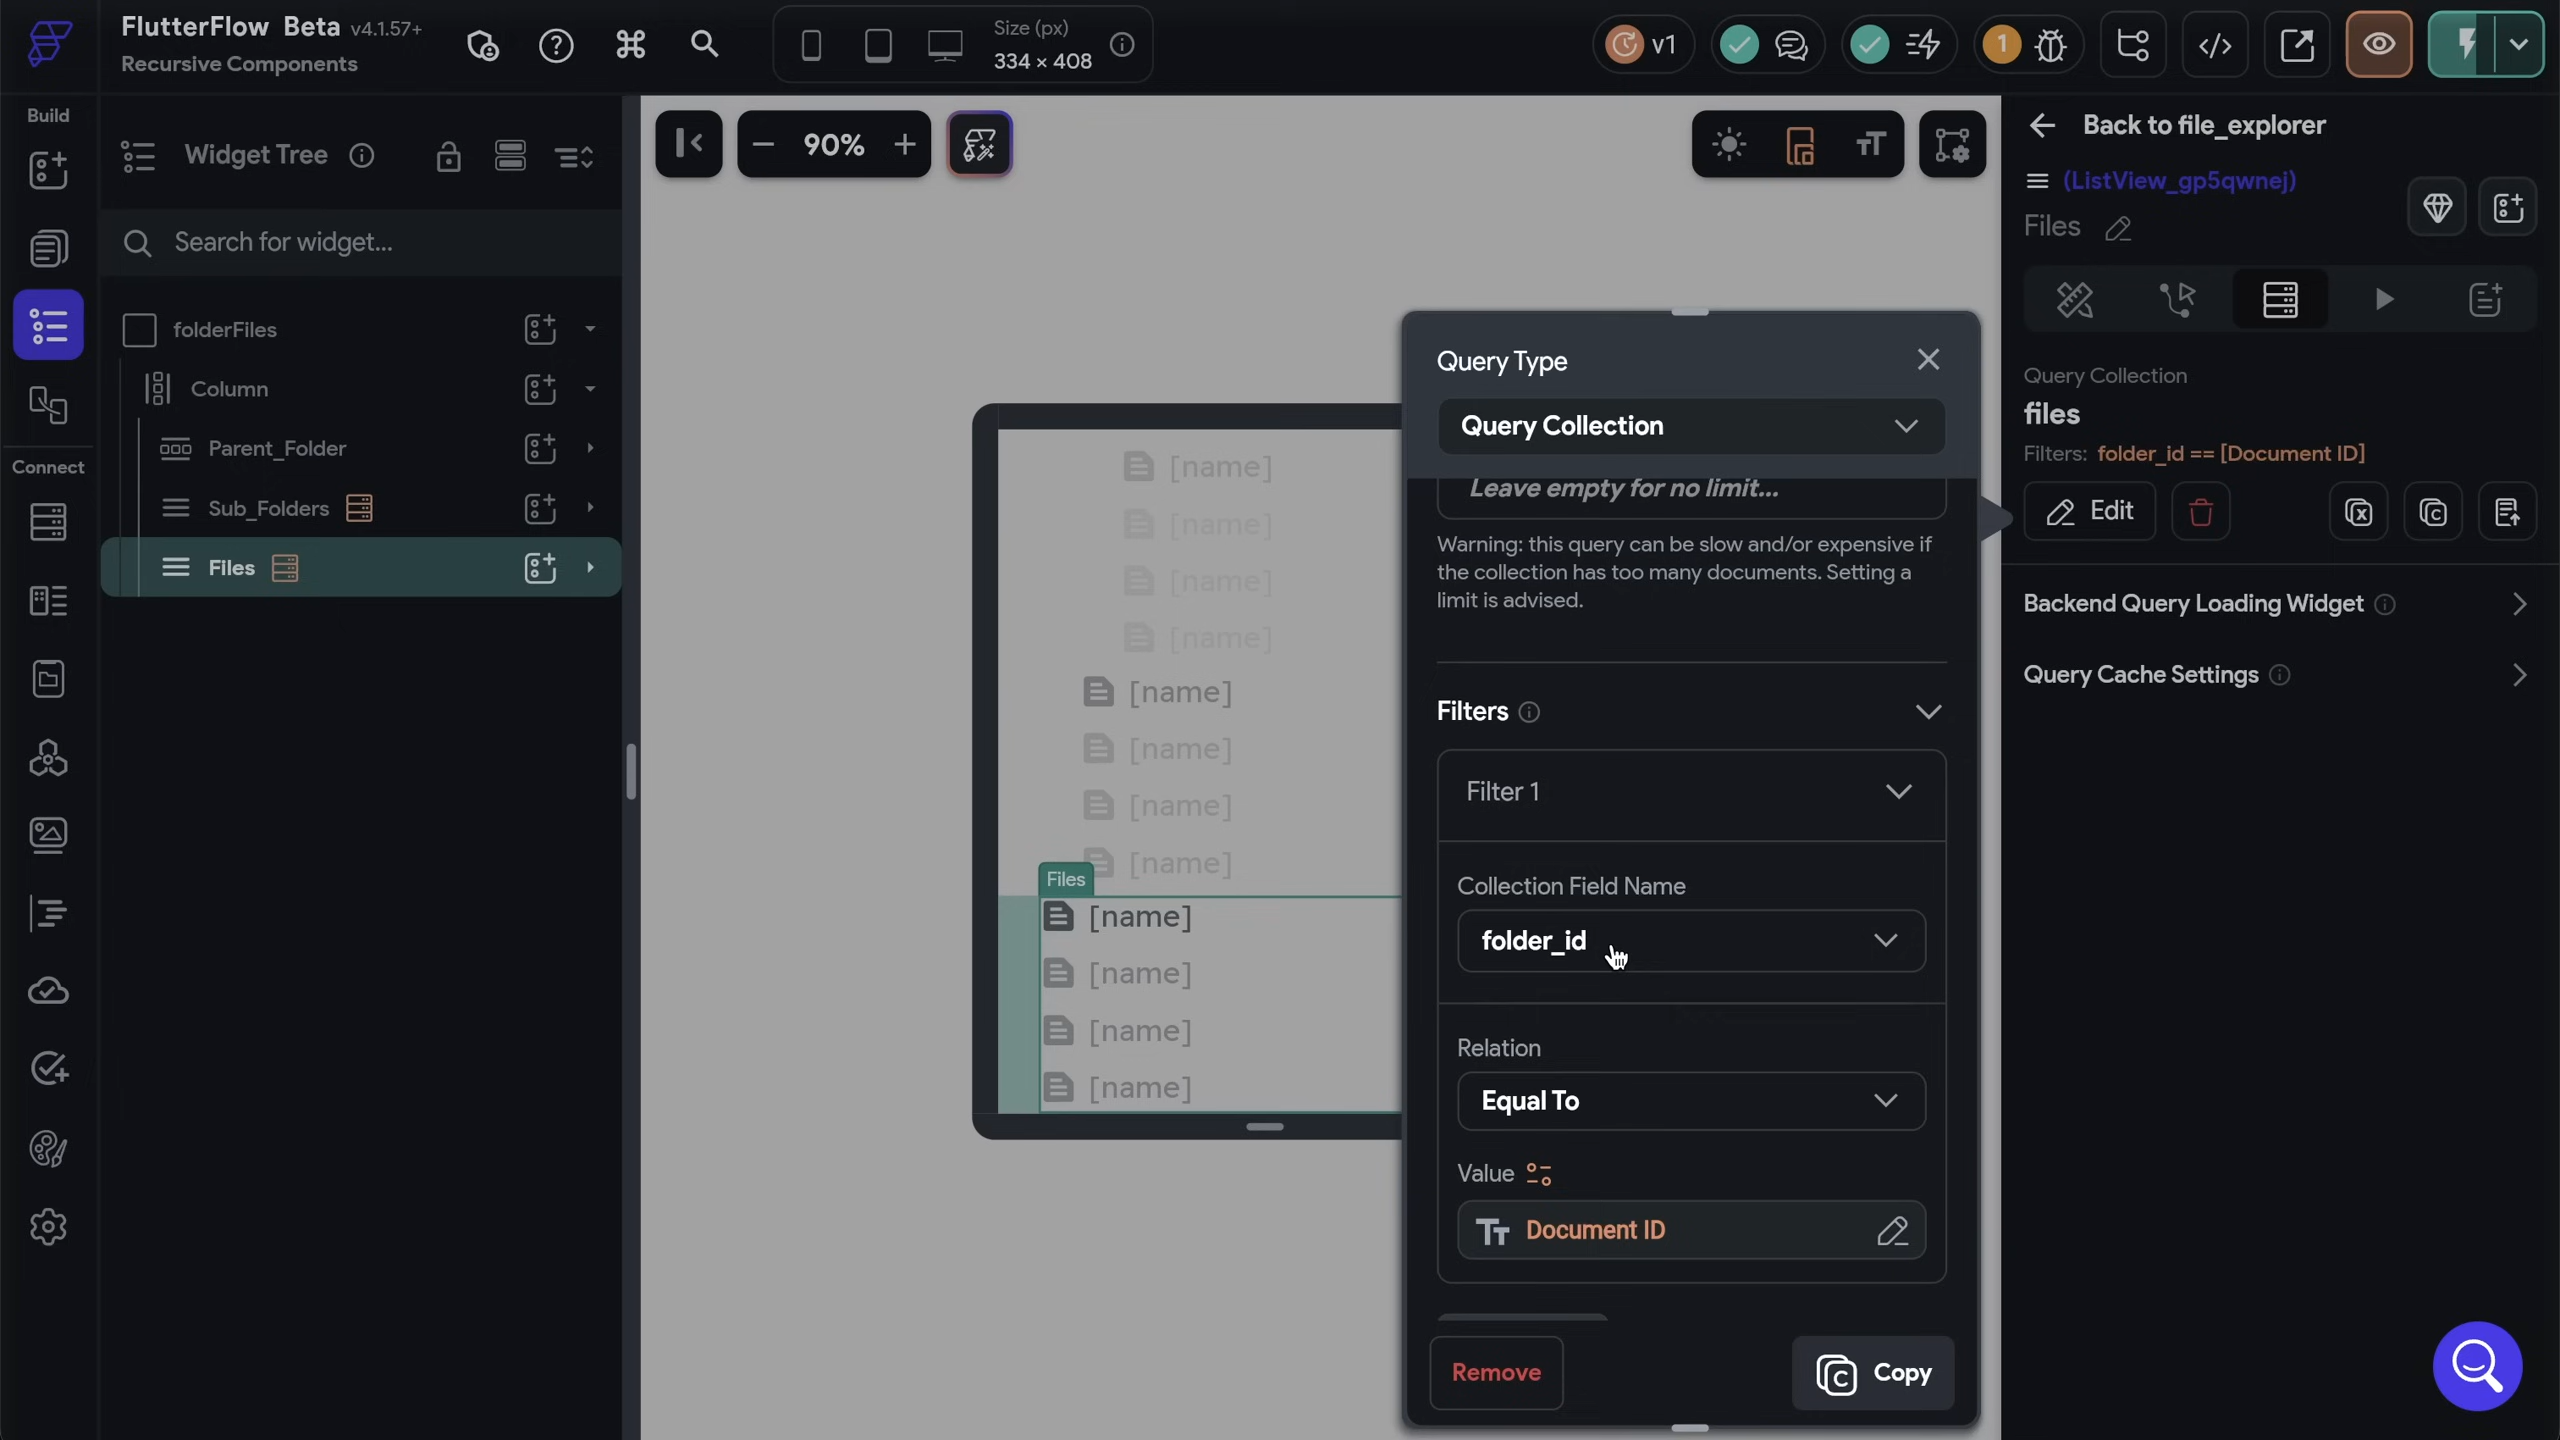 FlutterFlow Beta v4.1.57+
Recursive Components
Size (px)
334 × 408
v1
1
Build
Connect
Widget Tree
Search for widget...
folderFiles
Column
Parent_Folder
Sub_Folders
Files
90%
[name]
[name]
[name]
[name]
[name]
[name]
[name]
[name]
Files
[name]
[name]
[name]
[name]
Query Type
Query Collection
Leave empty for no limit...
Warning: this query can be slow and/or expensive if
the collection has too many documents. Setting a
limit is advised.
Filters
Filter 1
Collection Field Name
folder_id
Relation
Equal To
Value
Document ID
Remove
Copy
Back to file_explorer
(ListView_gp5qwnej)
Files
Query Collection
files
Filters: folder_id == [Document ID]
Edit
Backend Query Loading Widget
Query Cache Settings